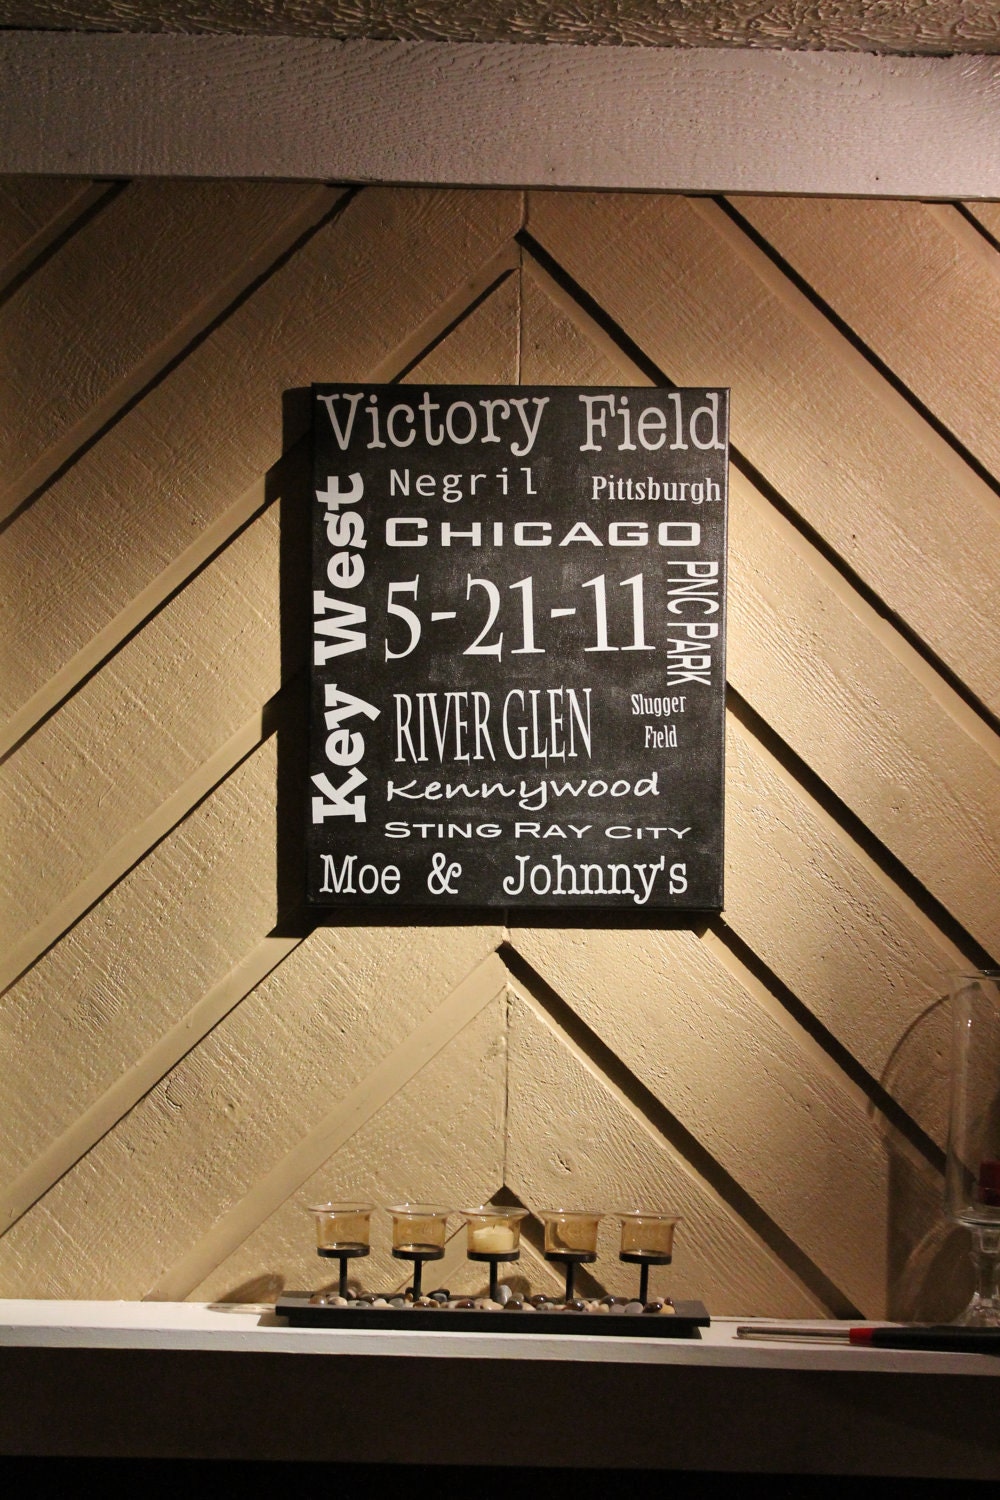 Victory Field
Negril
Pittsburgh
Key West
CHICAGO
5-21-11
PNC PARK
RIVER GLEN
Slugger
Field
Kennywood
STING RAY CITY
Moe & Johnny's